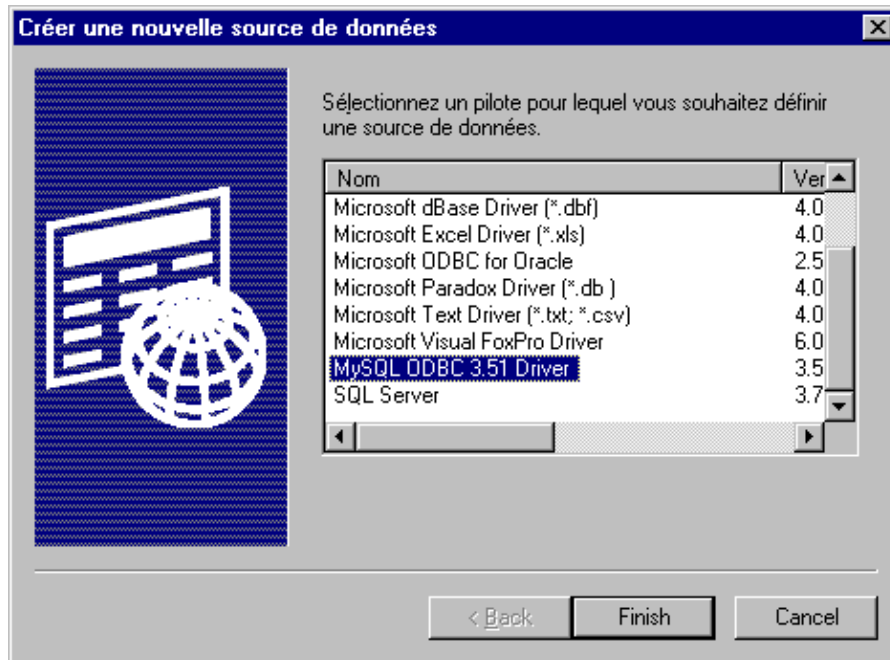 Créer une nouvelle source de données
Sélectionnez un pilote pour lequel vous souhaitez définir
une source de données.
Nom Ver
Microsoft dBase Driver (*.dbf) 4.0
Microsoft Excel Driver (*.xls) 4.0
Microsoft ODBC for Oracle 2.5
Microsoft Paradox Driver (*.db ) 4.0
Microsoft Text Driver (*.txt; *.csv) 4.0
Microsoft Visual FoxPro Driver 6.0
MySQL ODBC 3.51 Driver 3.5
SQL Server 3.7
< Back Finish Cancel